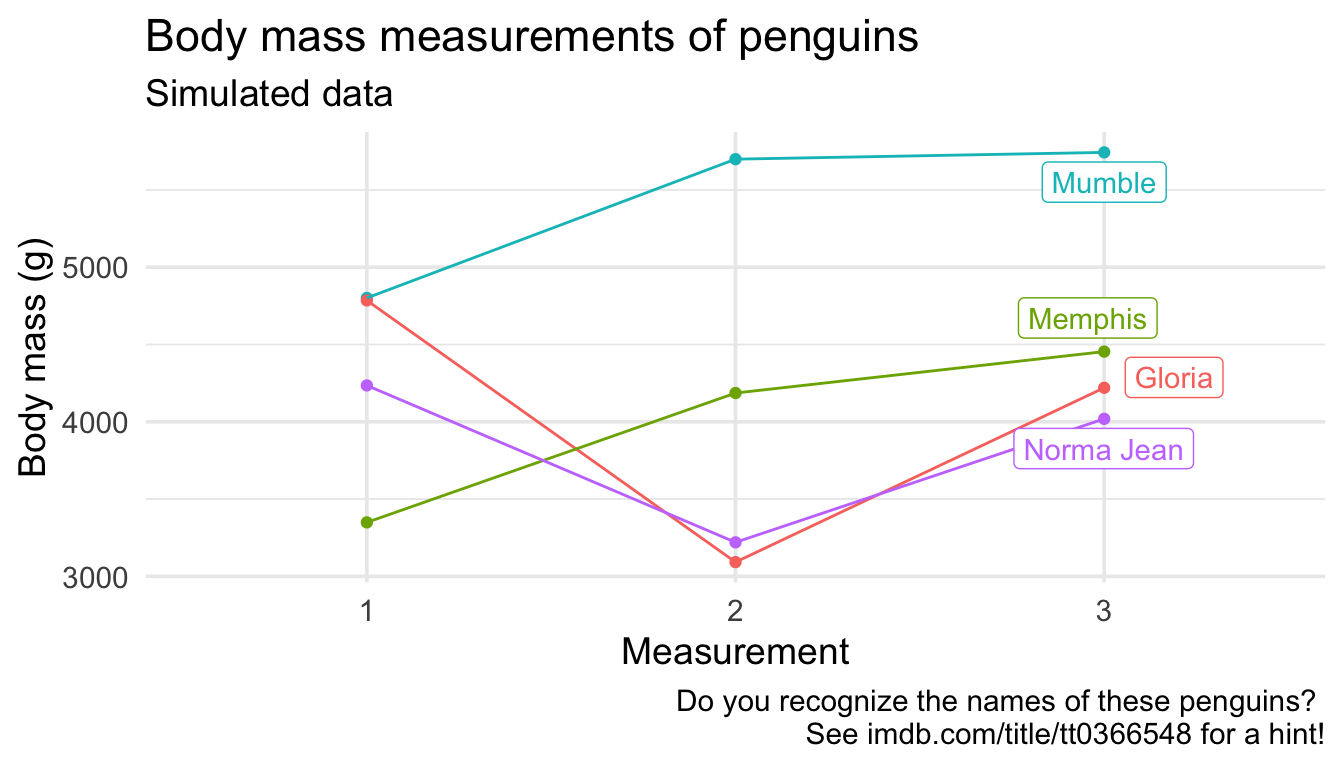 Body mass measurements of penguins
Simulated data
Body mass (g)
5000
4000
3000
Mumble
Memphis
Gloria
Norma Jean
1 2 3
Measurement
Do you recognize the names of these penguins?
See imdb.com/title/tt0366548 for a hint!